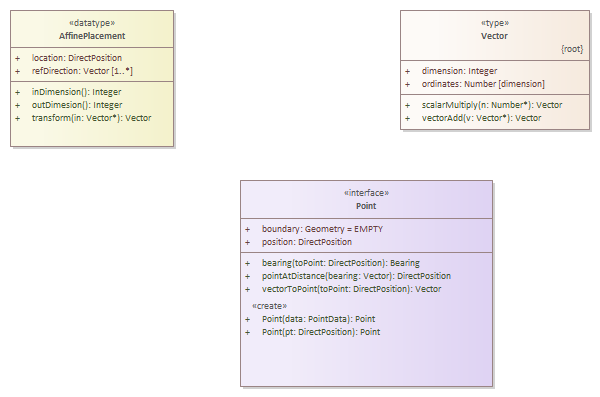 «datatype»
AffinePlacement
+ location: DirectPosition
+ refDirection: Vector [1..*]
+ inDimension(): Integer
+ outDimesion(): Integer
+ transform(in: Vector*): Vector
«type»
Vector
{root}
+ dimension: Integer
+ ordinates: Number [dimension]
+ scalarMultiply(n: Number*): Vector
+ vectorAdd(v: Vector*): Vector
«interface»
Point
+ boundary: Geometry = EMPTY
+ position: DirectPosition
+ bearing(toPoint: DirectPosition): Bearing
+ pointAtDistance(bearing: Vector): DirectPosition
+ vectorToPoint(toPoint: DirectPosition): Vector
«create»
+ Point(data: PointData): Point
+ Point(pt: DirectPosition): Point